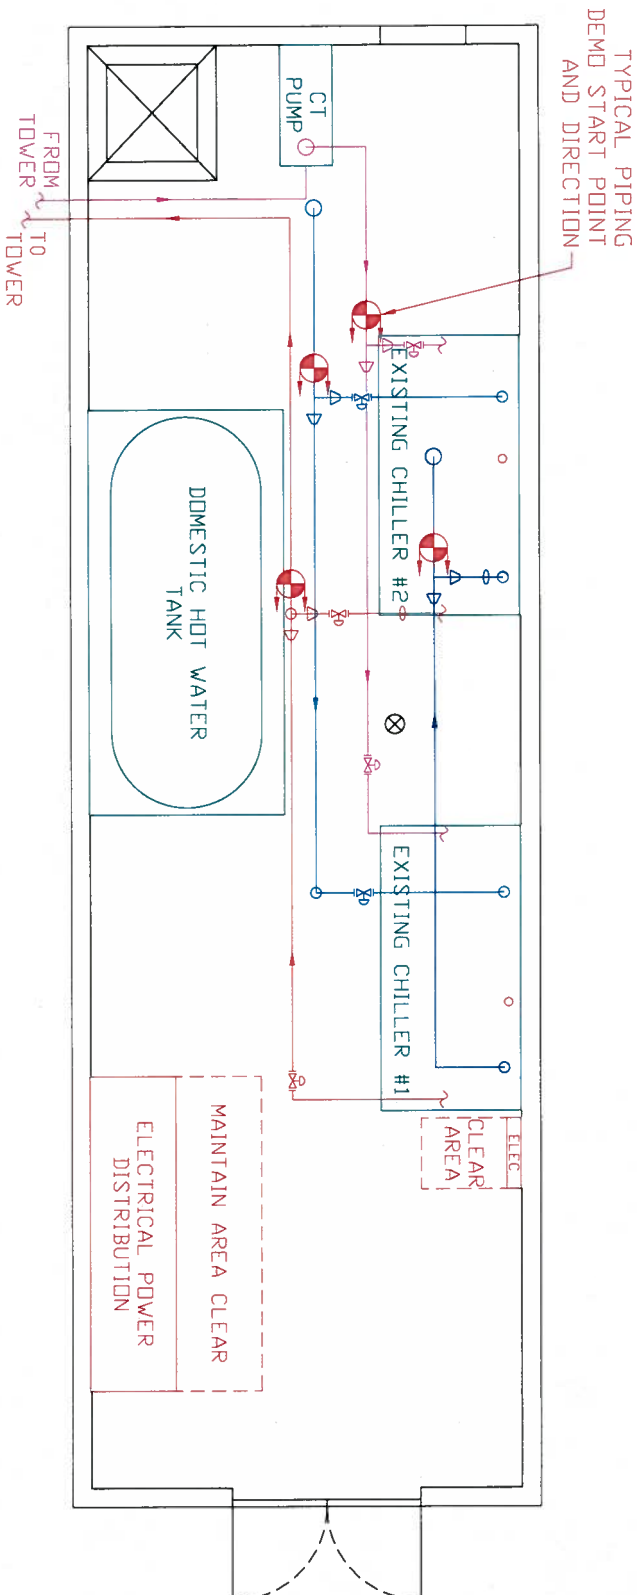 TYPICAL PIPING
DEMO START POINT
AND DIRECTION
CT
PUMP
FROM
TOWER
TO
TOWER
EXISTING CHILLER #2
DOMESTIC HOT WATER
TANK
EXISTING CHILLER #1
ELEC
CLEAR
AREA
MAINTAIN AREA CLEAR
ELECTRICAL POWER
DISTRIBUTION